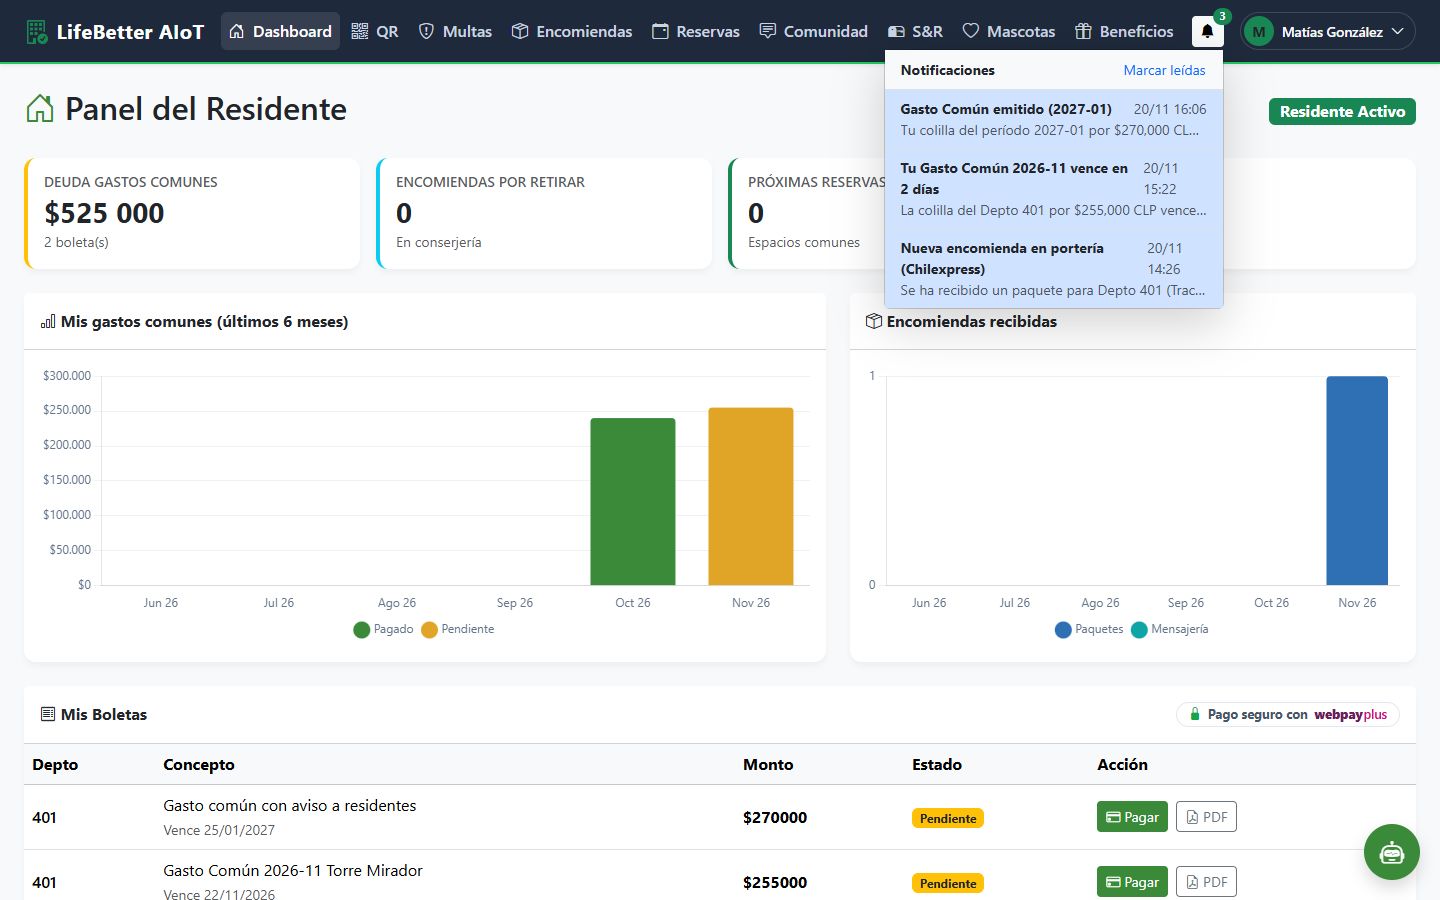 LifeBetter AIoT
Dashboard
QR
Multas
Encomiendas
Reservas
Comunidad
S&R
Mascotas
Beneficios
3
M
Matías González
Panel del Residente
Residente Activo
Notificaciones
Marcar leídas
Gasto Común emitido (2027-01)
20/11 16:06
Tu colilla del período 2027-01 por $270,000 CL...
Tu Gasto Común 2026-11 vence en
2 días
20/11
15:22
La colilla del Depto 401 por $255,000 CLP vence...
Nueva encomienda en portería
(Chilexpress)
20/11
14:26
Se ha recibido un paquete para Depto 401 (Trac...
DEUDA GASTOS COMUNES
$525 000
2 boleta(s)
ENCOMIENDAS POR RETIRAR
0
En conserjería
PRÓXIMAS RESERVAS
0
Espacios comunes
Mis gastos comunes (últimos 6 meses)
$300.000
$250.000
$200.000
$150.000
$100.000
$50.000
$0
Jun 26
Jul 26
Ago 26
Sep 26
Oct 26
Nov 26
Pagado
Pendiente
Encomiendas recibidas
1
0
Jun 26
Jul 26
Ago 26
Sep 26
Oct 26
Nov 26
Paquetes
Mensajería
Mis Boletas
Pago seguro con webpayplus
Depto
Concepto
Monto
Estado
Acción
401
Gasto común con aviso a residentes
Vence 25/01/2027
$270000
Pendiente
Pagar
PDF
401
Gasto Común 2026-11 Torre Mirador
Vence 22/11/2026
$255000
Pendiente
Pagar
PDF